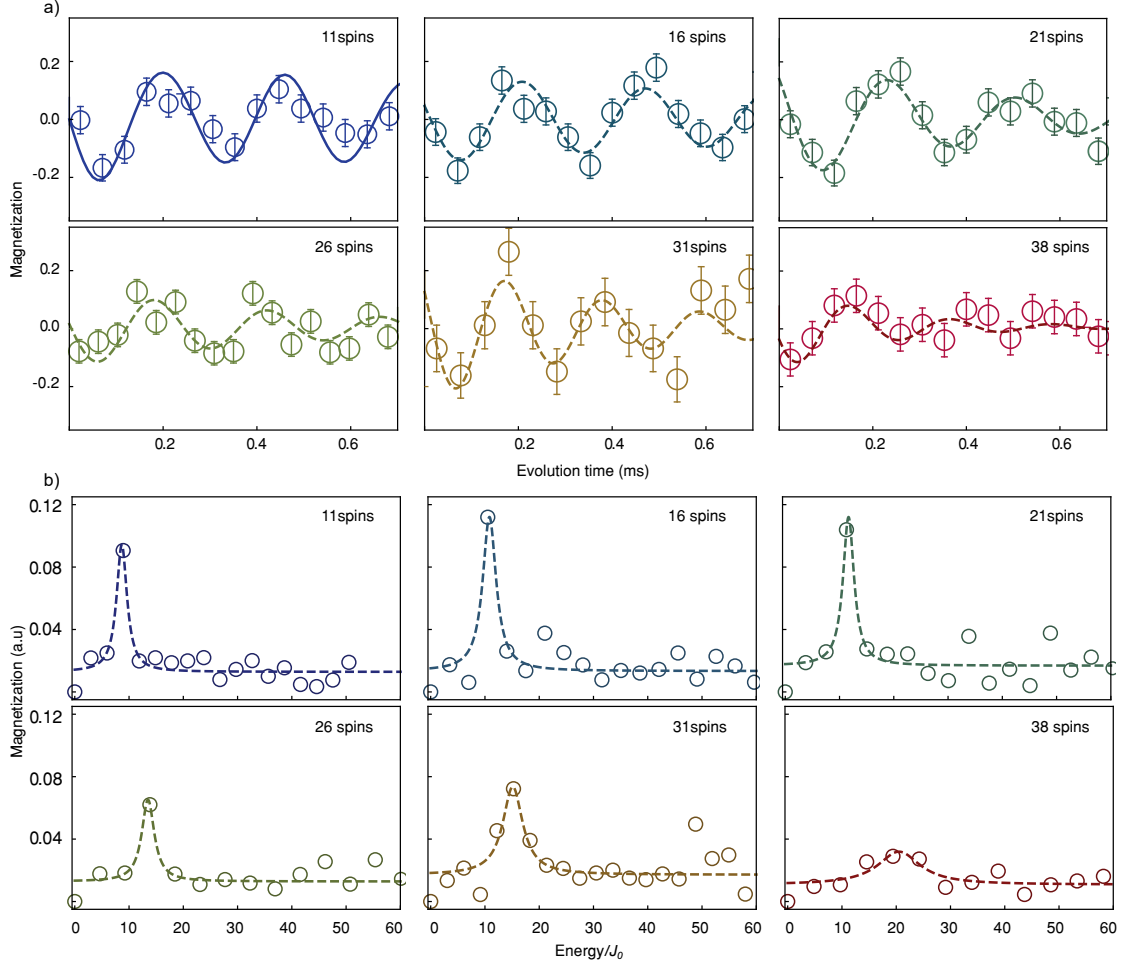 a)
11spins
16 spins
21spins
0.2
0.0
-0.2
Magnetization
26 spins
31spins
38 spins
0.2
0.0
-0.2
0.2 0.4 0.6
0.2 0.4 0.6
0.2 0.4 0.6
Evolution time (ms)
b)
0.12
0.08
0.04
11spins
16 spins
21spins
Magnetization (a.u)
0.12
0.08
0.04
26 spins
31spins
38 spins
0 10 20 30 40 50 60
0 10 20 30 40 50 60
0 10 20 30 40 50 60
Energy/J₀